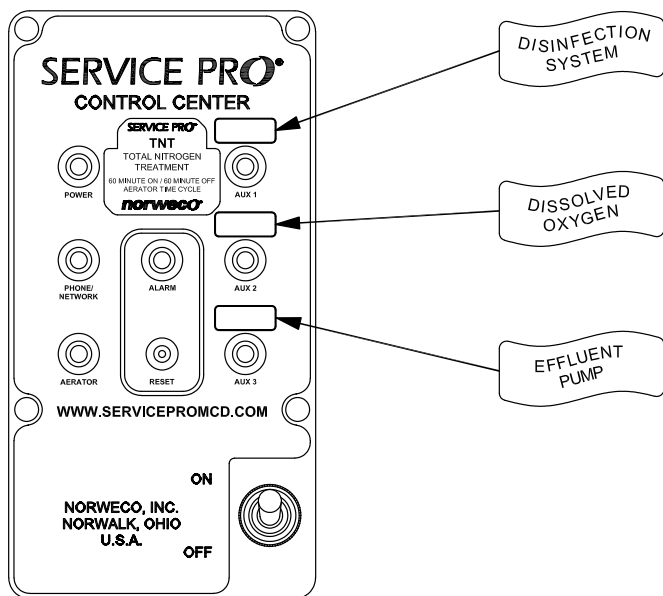 SERVICE PRO
CONTROL CENTER
SERVICE PRO
TNT
TOTAL NITROGEN
TREATMENT
60 MINUTE ON / 60 MINUTE OFF
AERATOR TIME CYCLE
norweco
POWER
AUX 1
PHONE/
NETWORK
ALARM
AUX 2
AERATOR
RESET
AUX 3
WWW.SERVICEPROMCD.COM
ON
NORWECO, INC.
NORWALK, OHIO
U.S.A.
OFF
DISINFECTION
SYSTEM
DISSOLVED
OXYGEN
EFFLUENT
PUMP